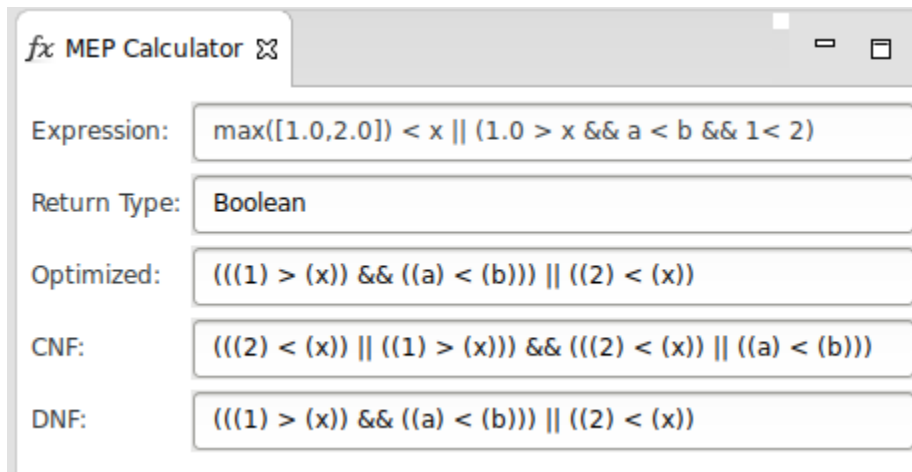 fx MEP Calculator
Expression: max([1.0,2.0]) < x || (1.0 > x && a < b && 1< 2)
Return Type: Boolean
Optimized: (((1) > (x)) && ((a) < (b))) || ((2) < (x))
CNF: (((2) < (x)) || ((1) > (x))) && (((2) < (x)) || ((a) < (b)))
DNF: (((1) > (x)) && ((a) < (b))) || ((2) < (x))